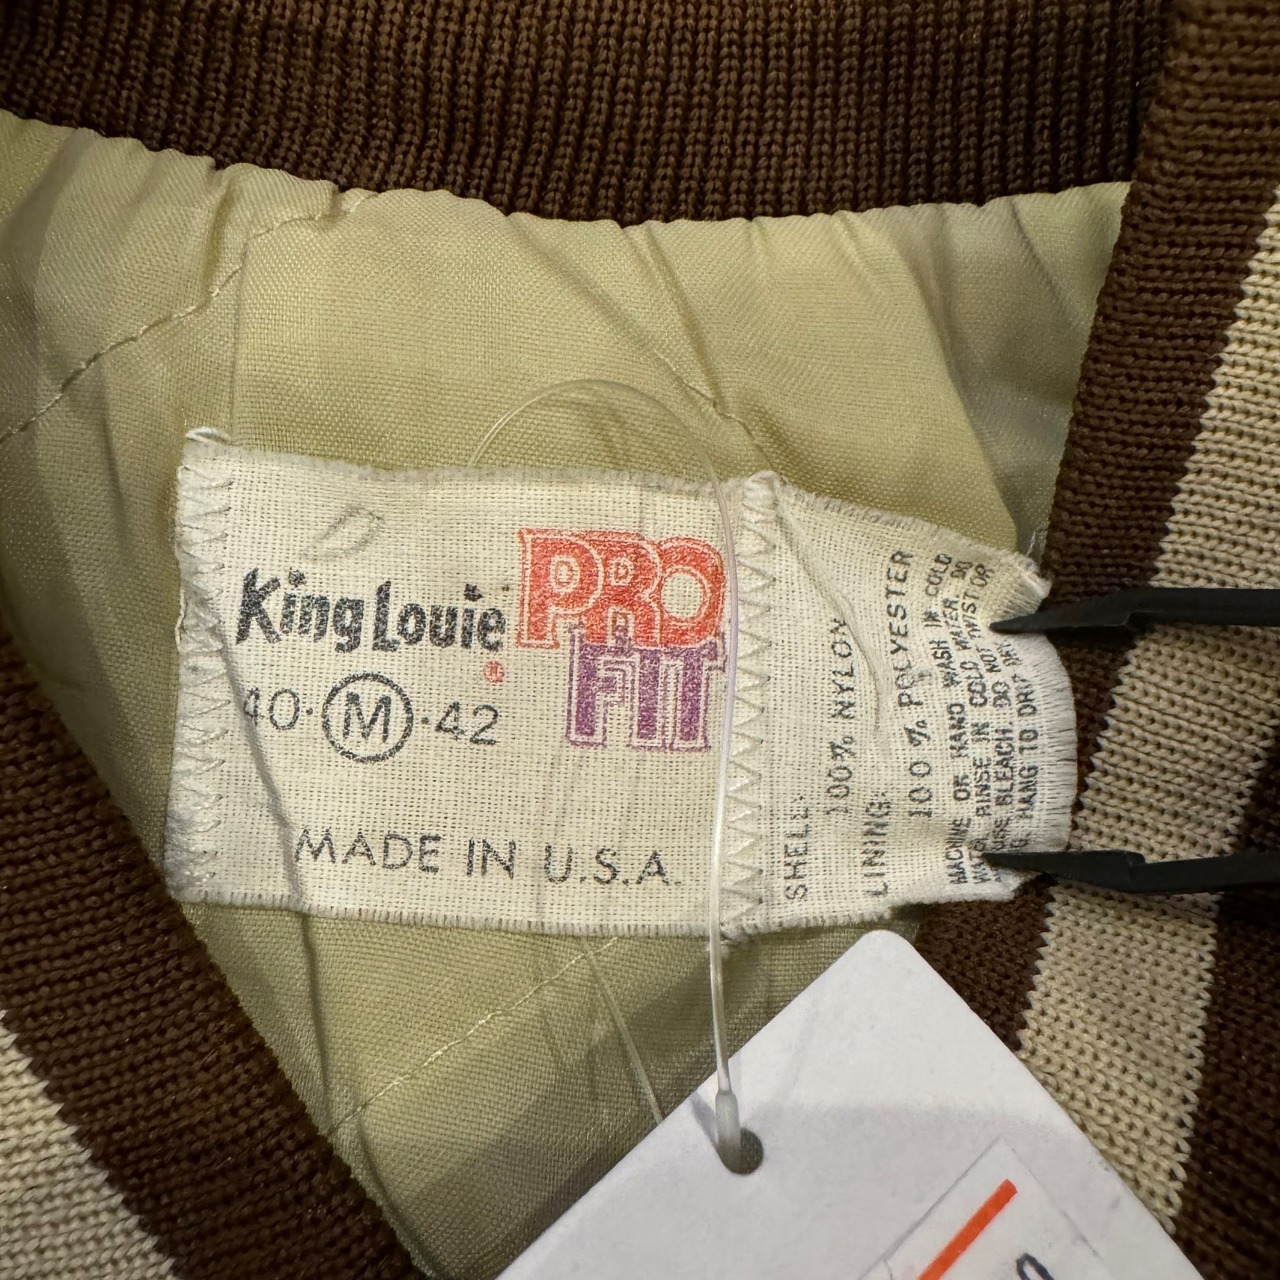 King Louie
PRO
FIT
40·M·42
MADE IN U.S.A.
SHELL:
100% NYLON
LINING:
100% POLYESTER
MACHINE OR HAND WASH IN COLD
RINSE IN COLD WATER DO
BLEACH. DO NOT TWIST OR
HANG TO DRY